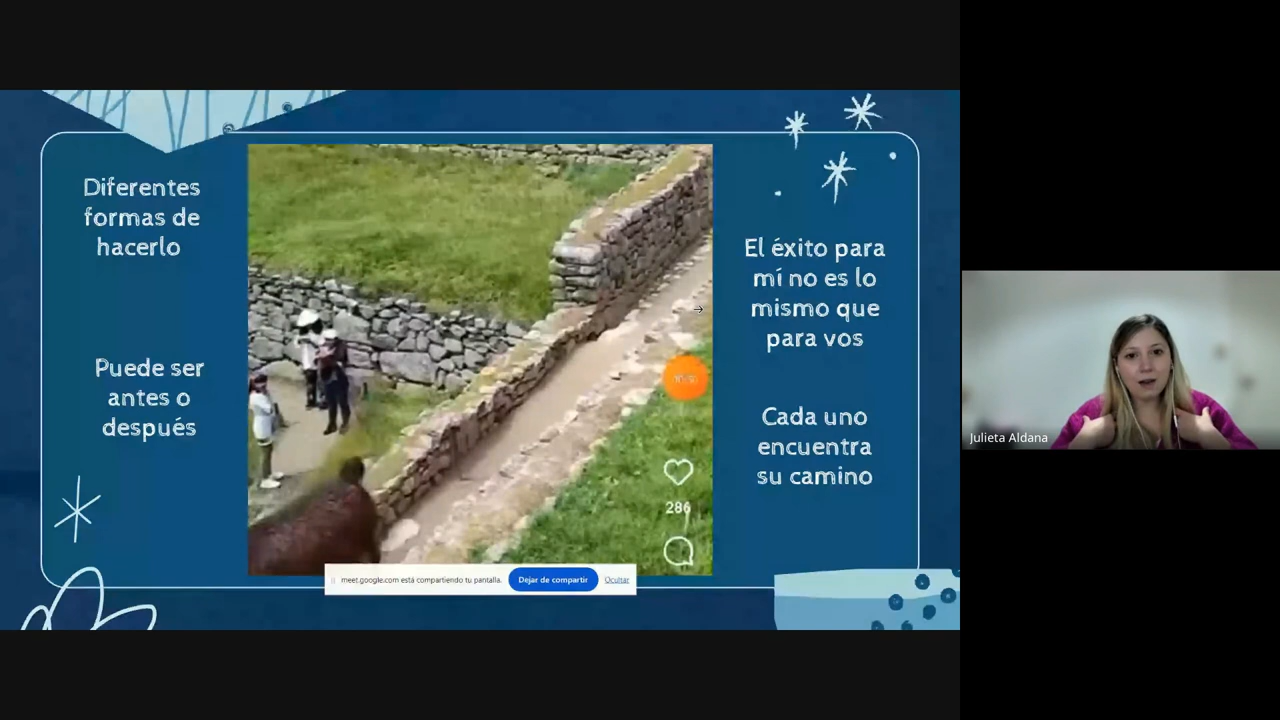 Diferentes
formas de
hacerlo
Puede ser
antes o
después
El éxito para
mí no es lo
mismo que
para vos
Cada uno
encuentra
su camino
286
meet.google.com está compartiendo tu pantalla.
Dejar de compartir
Ocultar
Julieta Aldana